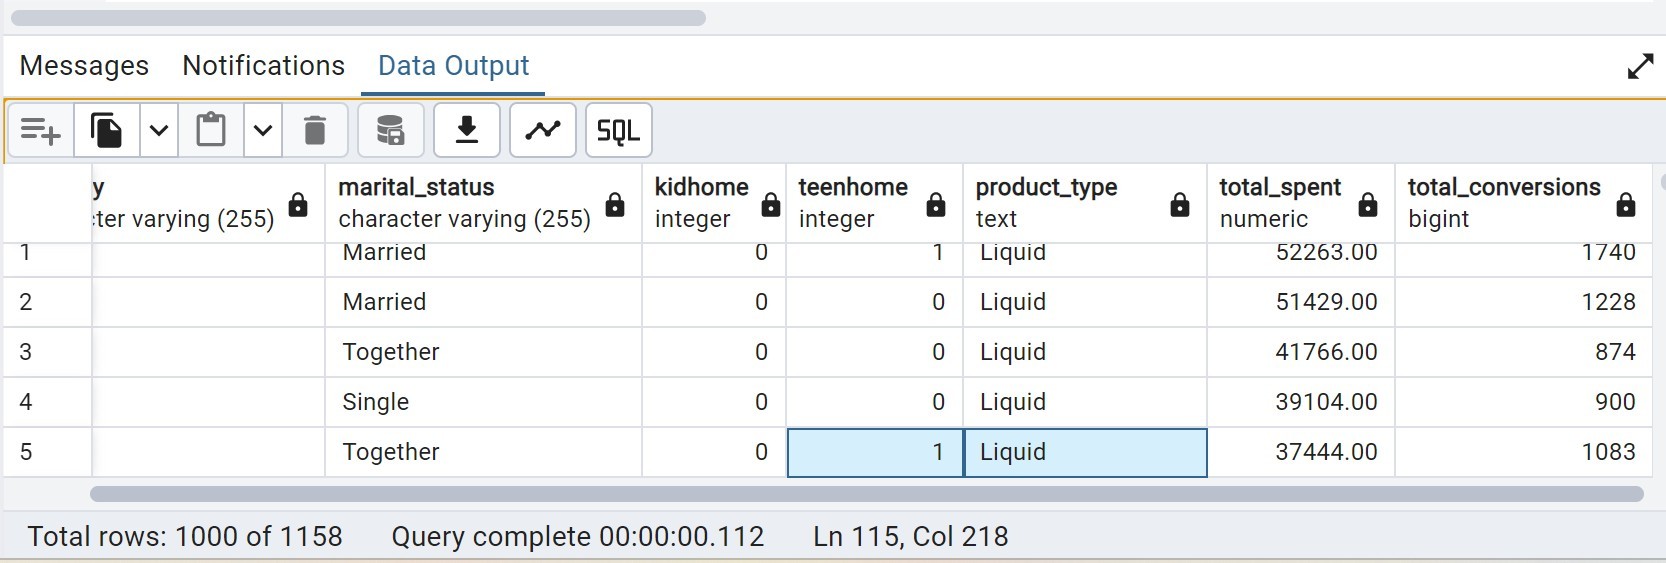 Messages Notifications Data Output
SQL
y marital_status kidhome teenhome product_type total_spent total_conversions
ter varying (255) character varying (255) integer integer text numeric bigint
1 Married 0 1 Liquid 52263.00 1740
2 Married 0 0 Liquid 51429.00 1228
3 Together 0 0 Liquid 41766.00 874
4 Single 0 0 Liquid 39104.00 900
5 Together 0 1 Liquid 37444.00 1083
Total rows: 1000 of 1158 Query complete 00:00:00.112 Ln 115, Col 218